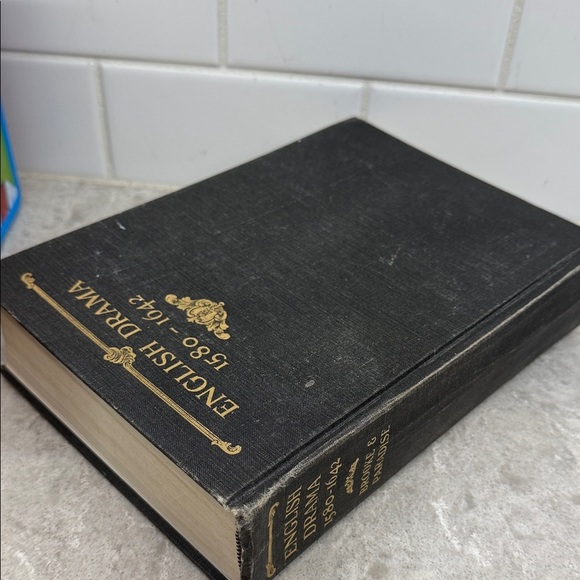 ENGLISH DRAMA
1580-1642
ENGLISH
DRAMA
1580-1642
BROOKE &
PARADISE